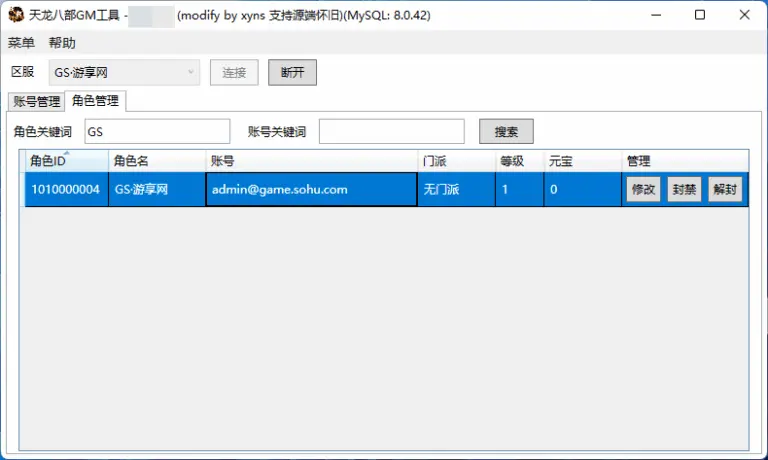 天龙八部GM工具 - (modify by xyns 支持源端怀旧)(MySQL: 8.0.42)
菜单 帮助
区服 GS·游享网 连接 断开
账号管理 角色管理
角色关键词 GS 账号关键词 搜索
角色ID 角色名 账号 门派 等级 元宝 管理
1010000004 GS·游享网 admin@game.sohu.com 无门派 1 0 修改 封禁 解封